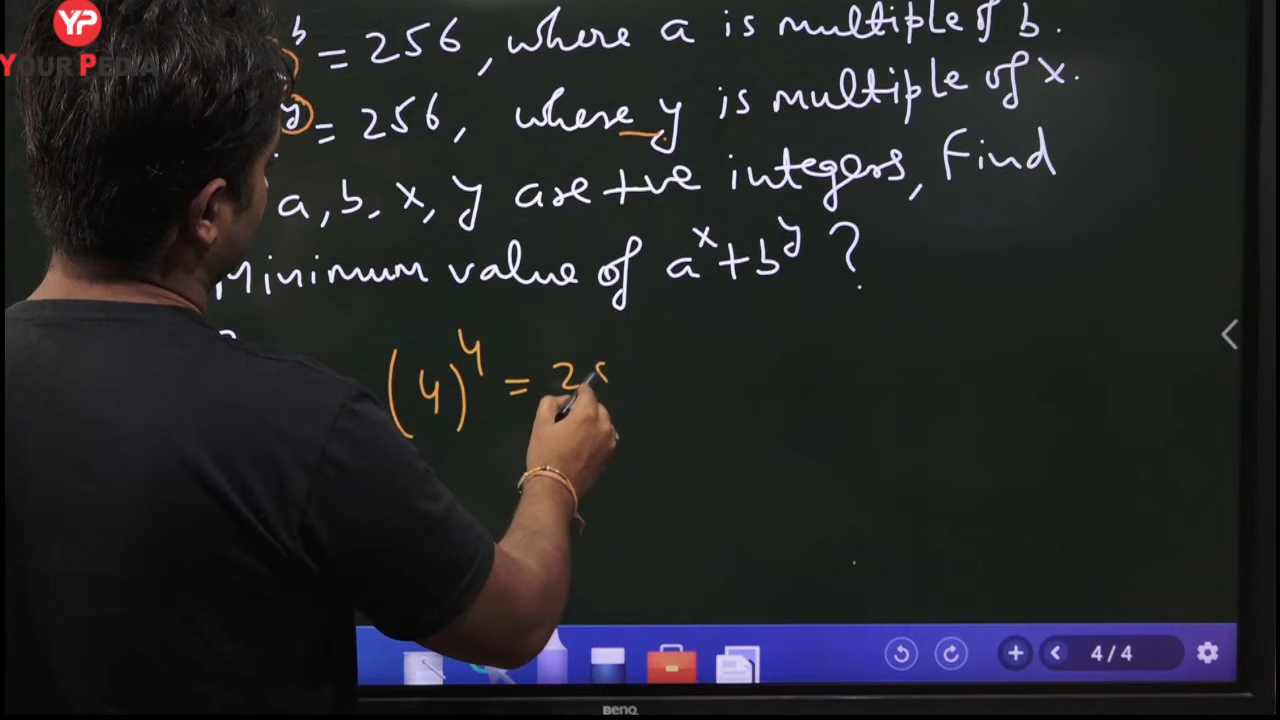 YP
YOUR PEDIA
b = 256, where a is multiple of b.
y = 256, where y is multiple of x.
a, b, x, y are +ve integers, Find
minimum value of a^x + b^y ?
(4)^4 = 25
4/4
BenQ